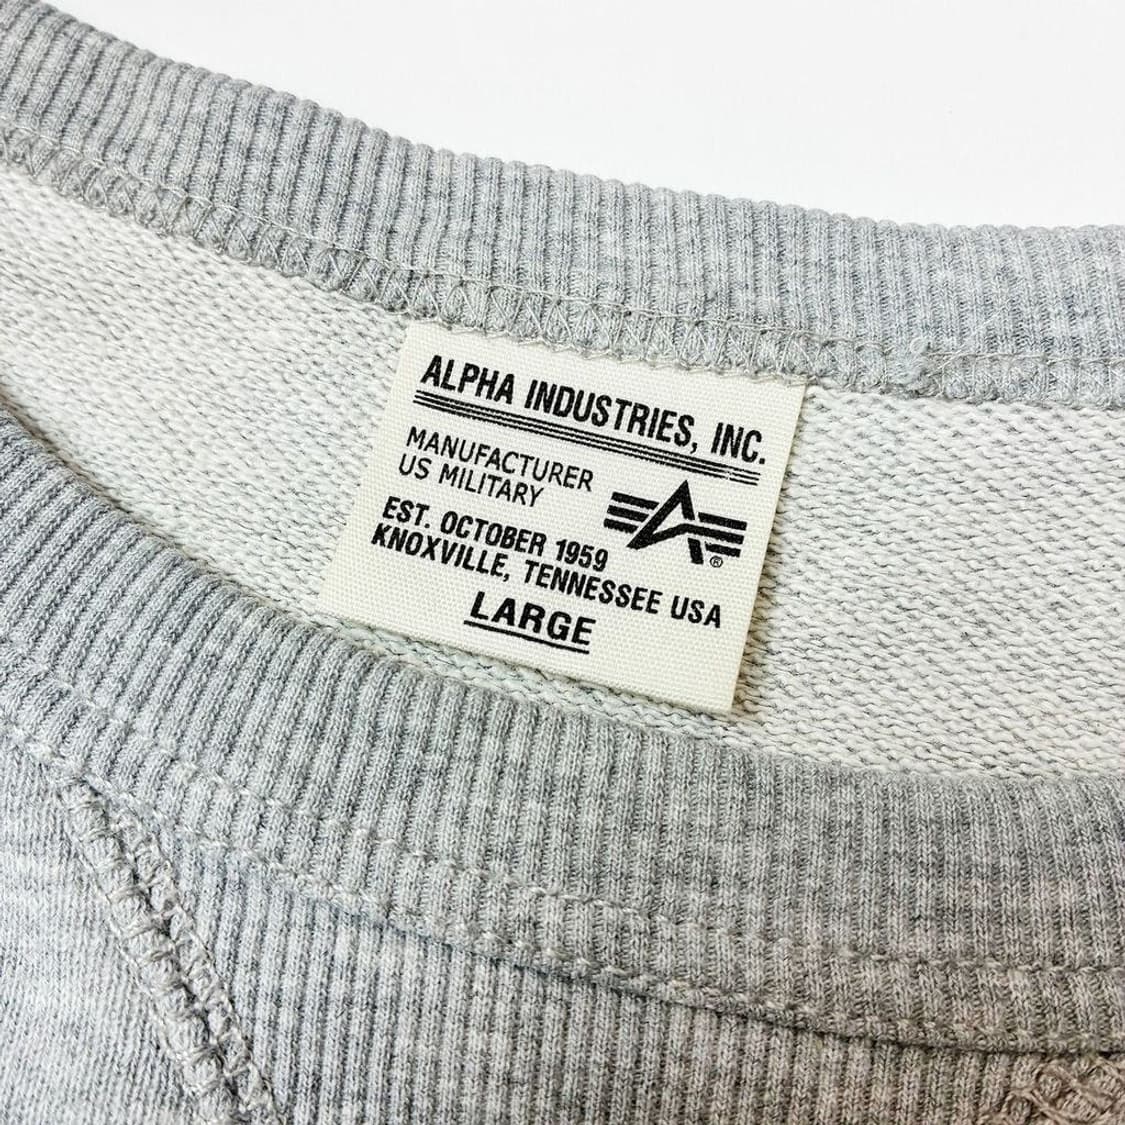 ALPHA INDUSTRIES, INC.
MANUFACTURER
US MILITARY
EST. OCTOBER 1959
KNOXVILLE, TENNESSEE USA
LARGE
®